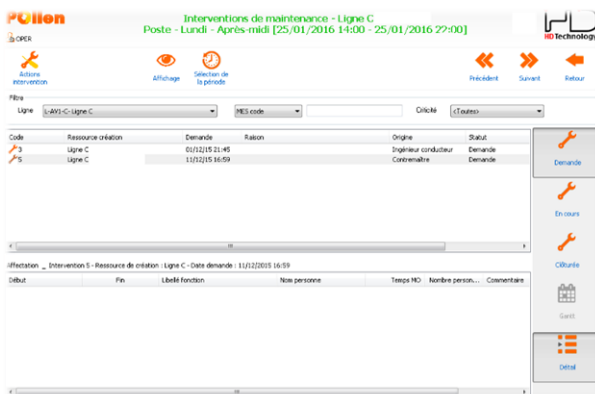 POllen
Interventions de maintenance - Ligne C
Poste - Lundi - Après-midi [25/01/2016 14:00 - 25/01/2016 22:00]
HD Technology
OPER
Actions intervention
Affichage
Sélection de la période
Précédent
Suivant
Retour
Filtre
Ligne L-AV1-C- Ligne C MES code Criticité <Toutes>
Code Ressource création Demande Raison Origine Statut
3 Ligne C 01/12/15 21:45 Ingénieur conducteur Demande
5 Ligne C 11/12/15 16:59 Contremaître Demande
Demande
En cours
Clôturée
Gantt
Détail
Affectation _ Intervention 5 - Ressource de création : Ligne C - Date demande : 11/12/2015 16:59
Début Fin Libellé fonction Nom personne Temps MO Nombre person... Commentaire